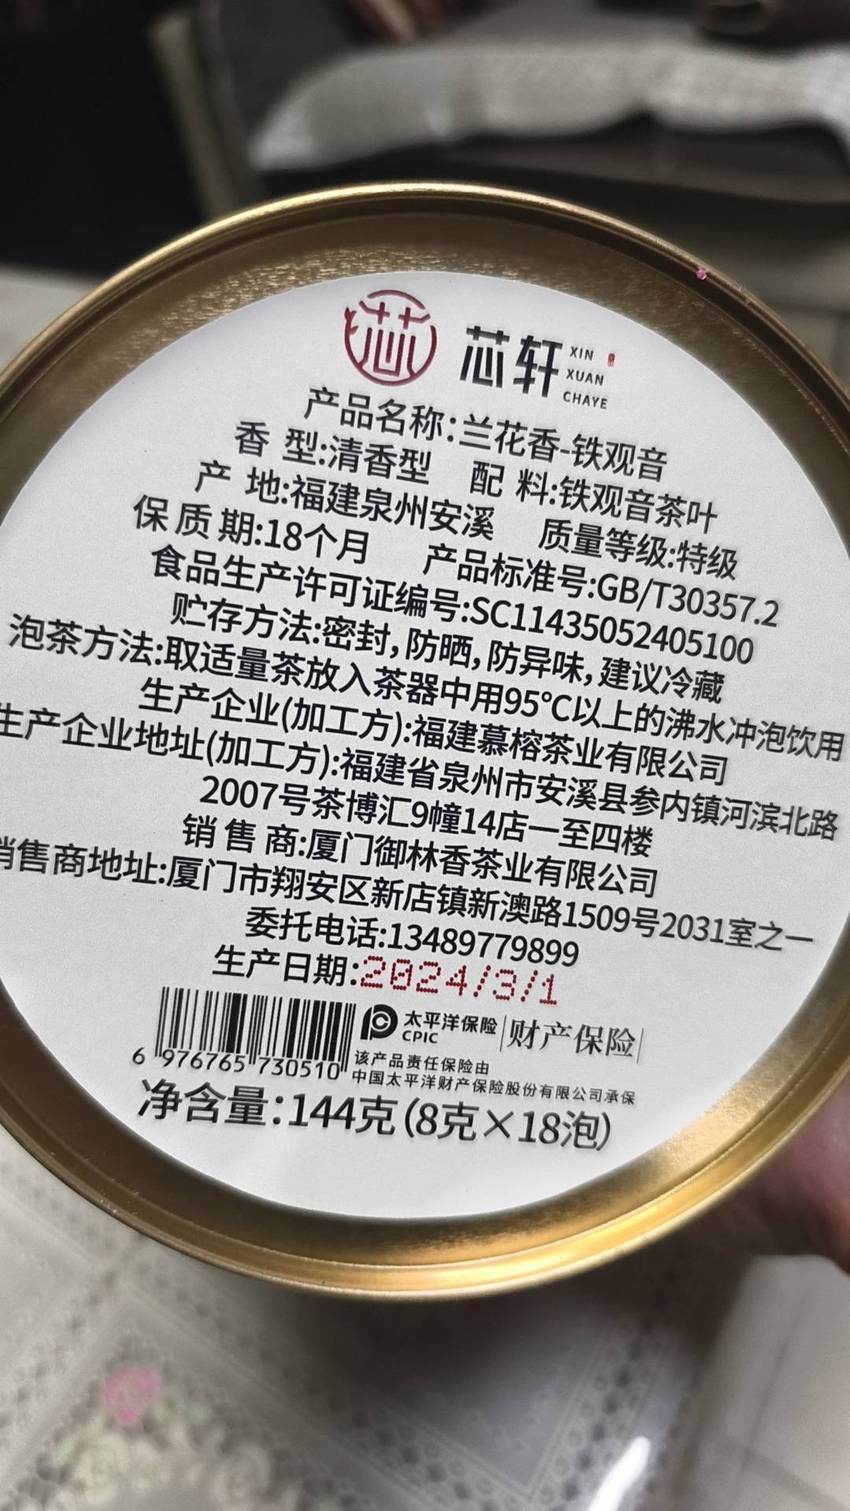 芯
芯轩
XIN
XUAN
CHAYE
产品名称:兰花香-铁观音
香 型:清香型 配 料:铁观音茶叶
产 地:福建泉州安溪 质量等级:特级
保质期:18个月 产品标准号:GB/T30357.2
食品生产许可证编号:SC11435052405100
贮存方法:密封,防晒,防异味,建议冷藏
泡茶方法:取适量茶放入茶器中用95℃以上的沸水冲泡饮用
生产企业(加工方):福建慕榕茶业有限公司
生产企业地址(加工方):福建省泉州市安溪县参内镇河滨北路
2007号茶博汇9幢14店一至四楼
销售商:厦门御林香茶业有限公司
销售商地址:厦门市翔安区新店镇新澳路1509号2031室之一
委托电话:13489779899
生产日期:2024/3/1
太平洋保险 财产保险
CPIC
该产品责任保险由
中国太平洋财产保险股份有限公司承保
6 976765 730510
净含量:144克(8克×18泡)